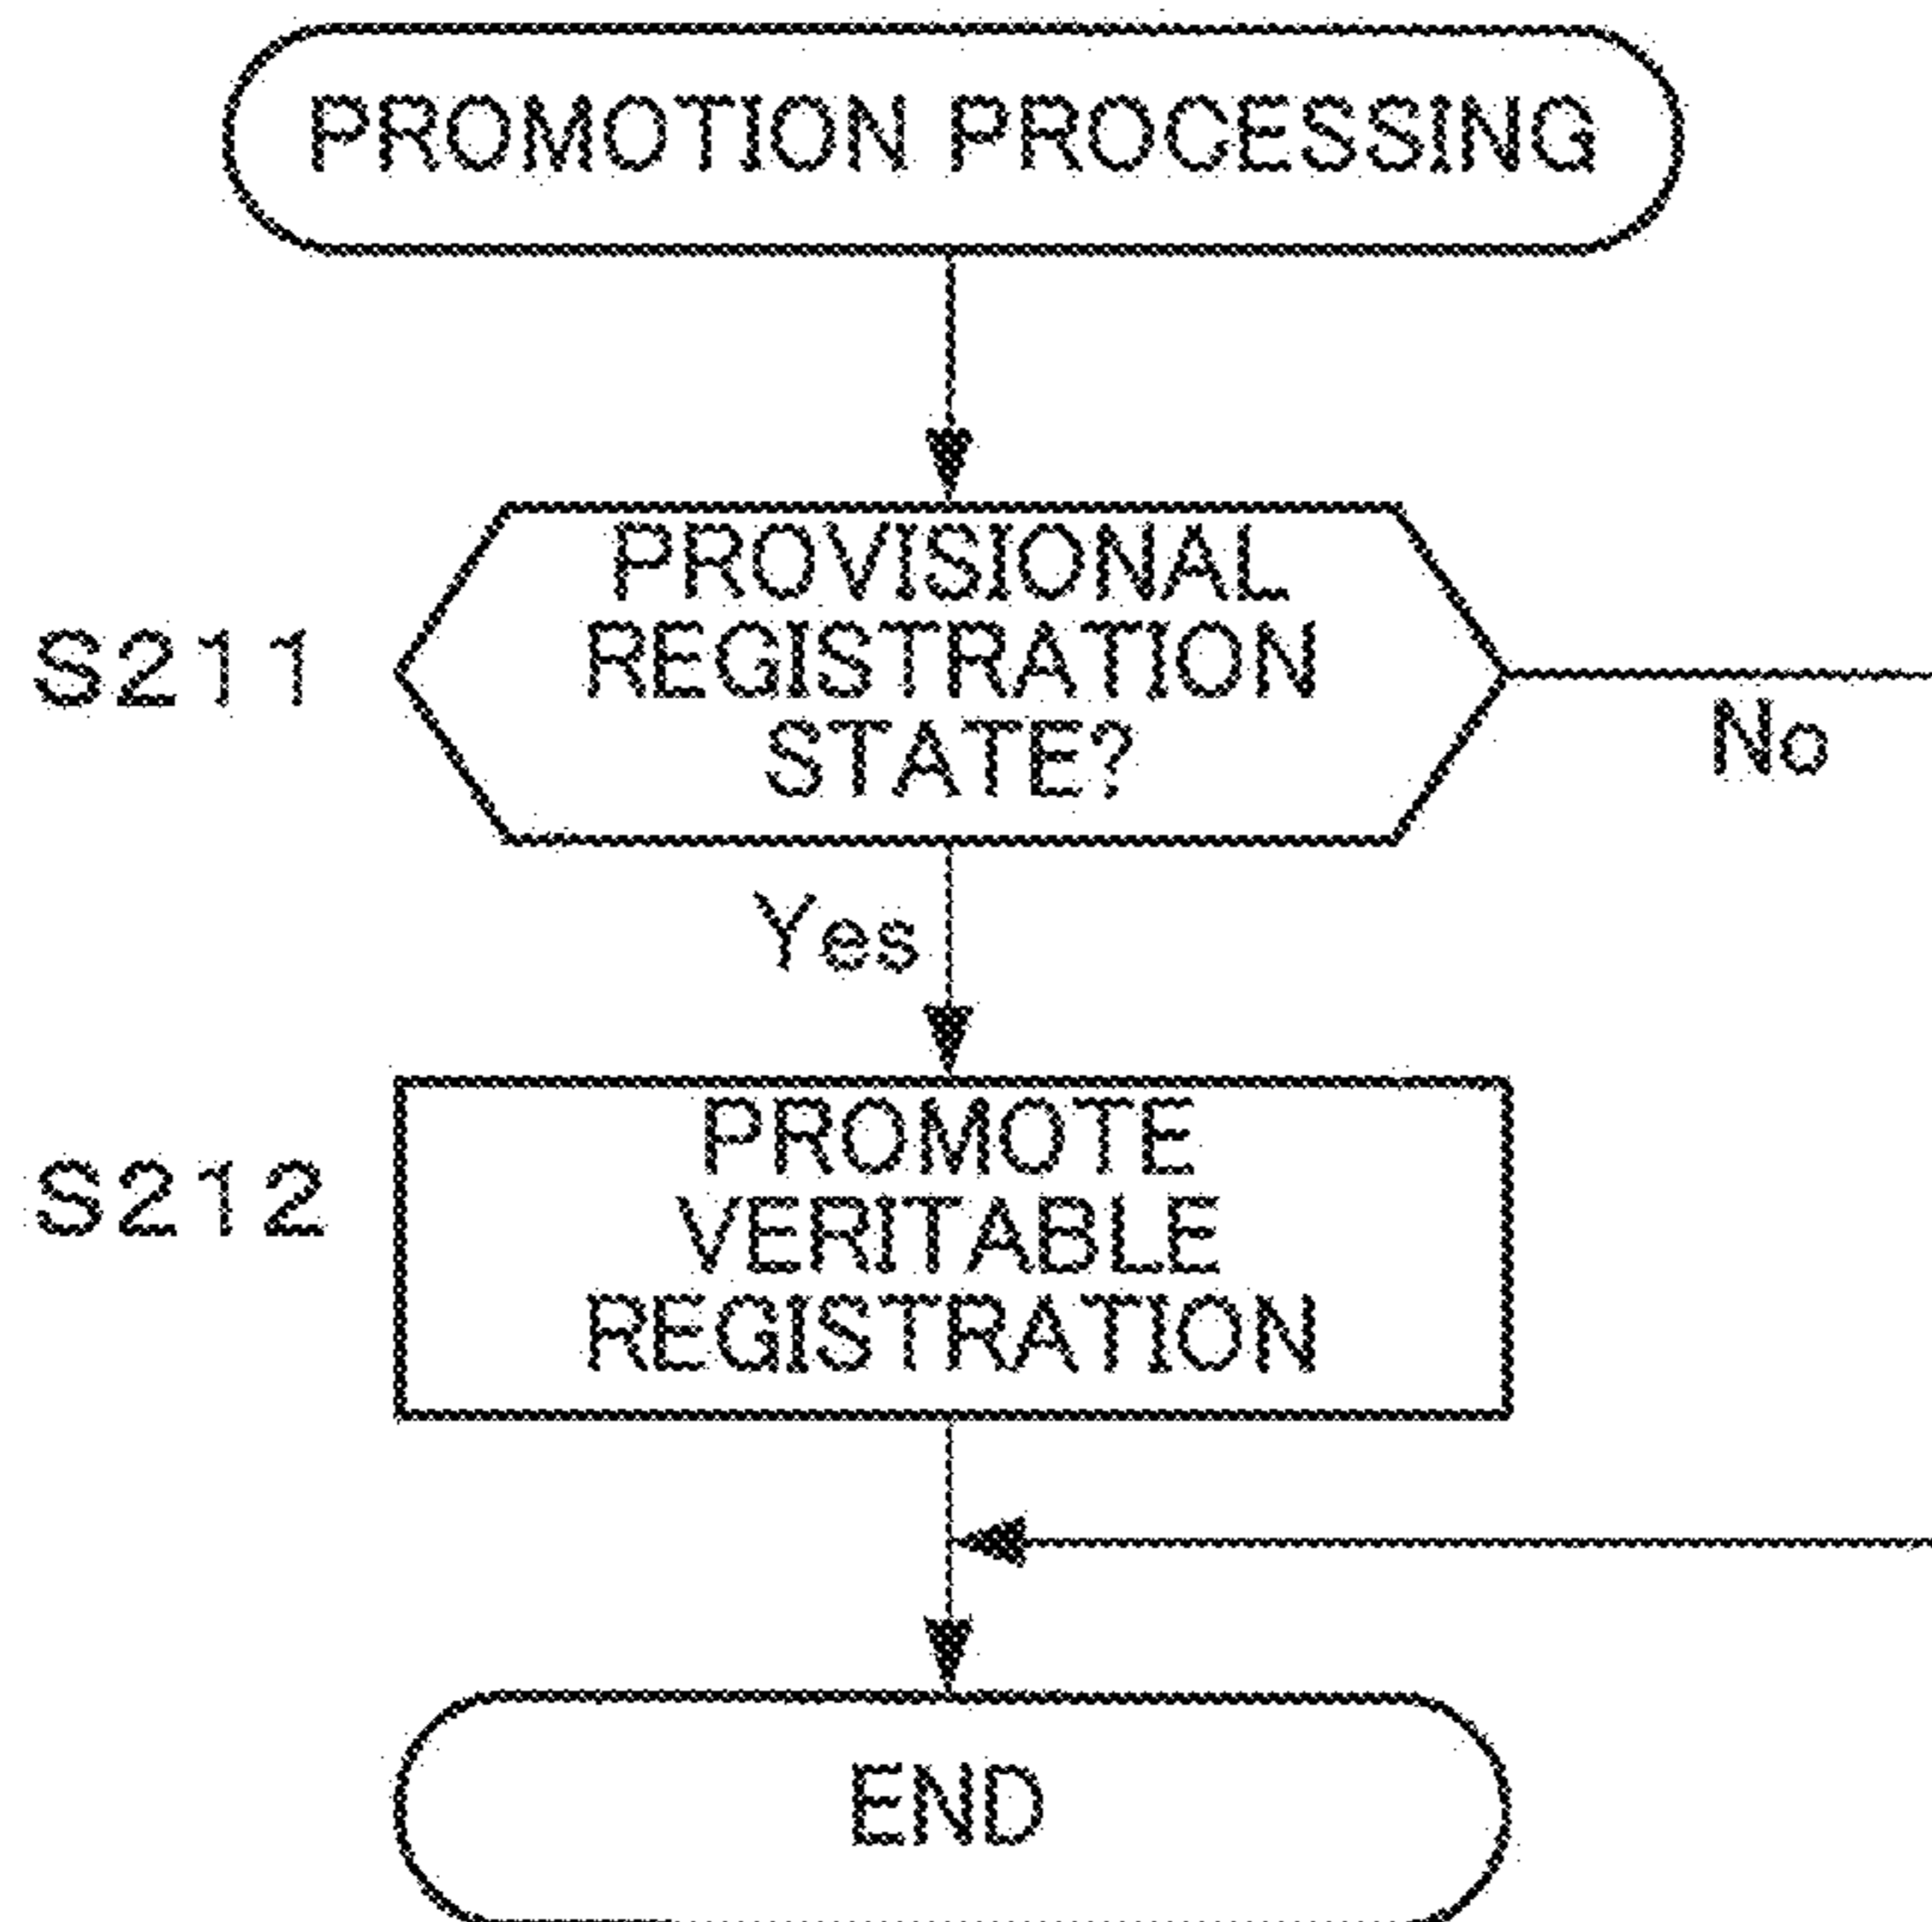 PROMOTION PROCESSING
PROVISIONAL
REGISTRATION
STATE?
S211
No
Yes
PROMOTE
VERITABLE
REGISTRATION
S212
END